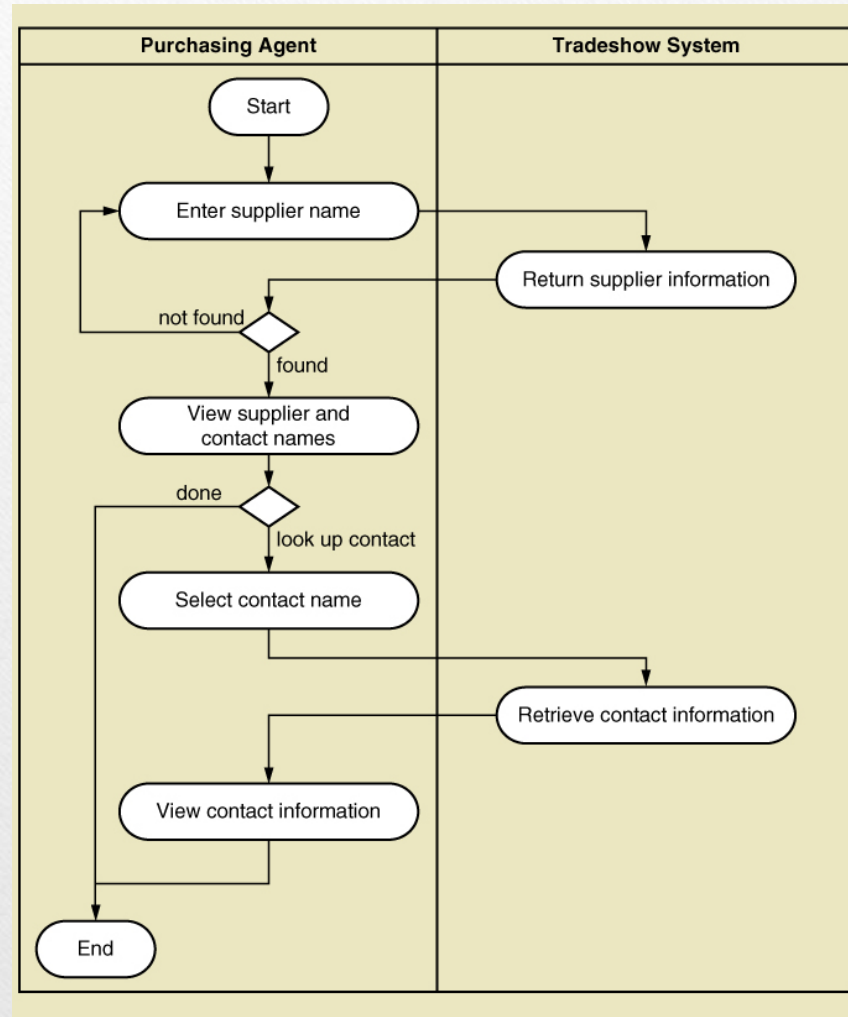 Purchasing Agent
Tradeshow System
Start
Enter supplier name
Return supplier information
not found
found
View supplier and
contact names
done
look up contact
Select contact name
Retrieve contact information
View contact information
End